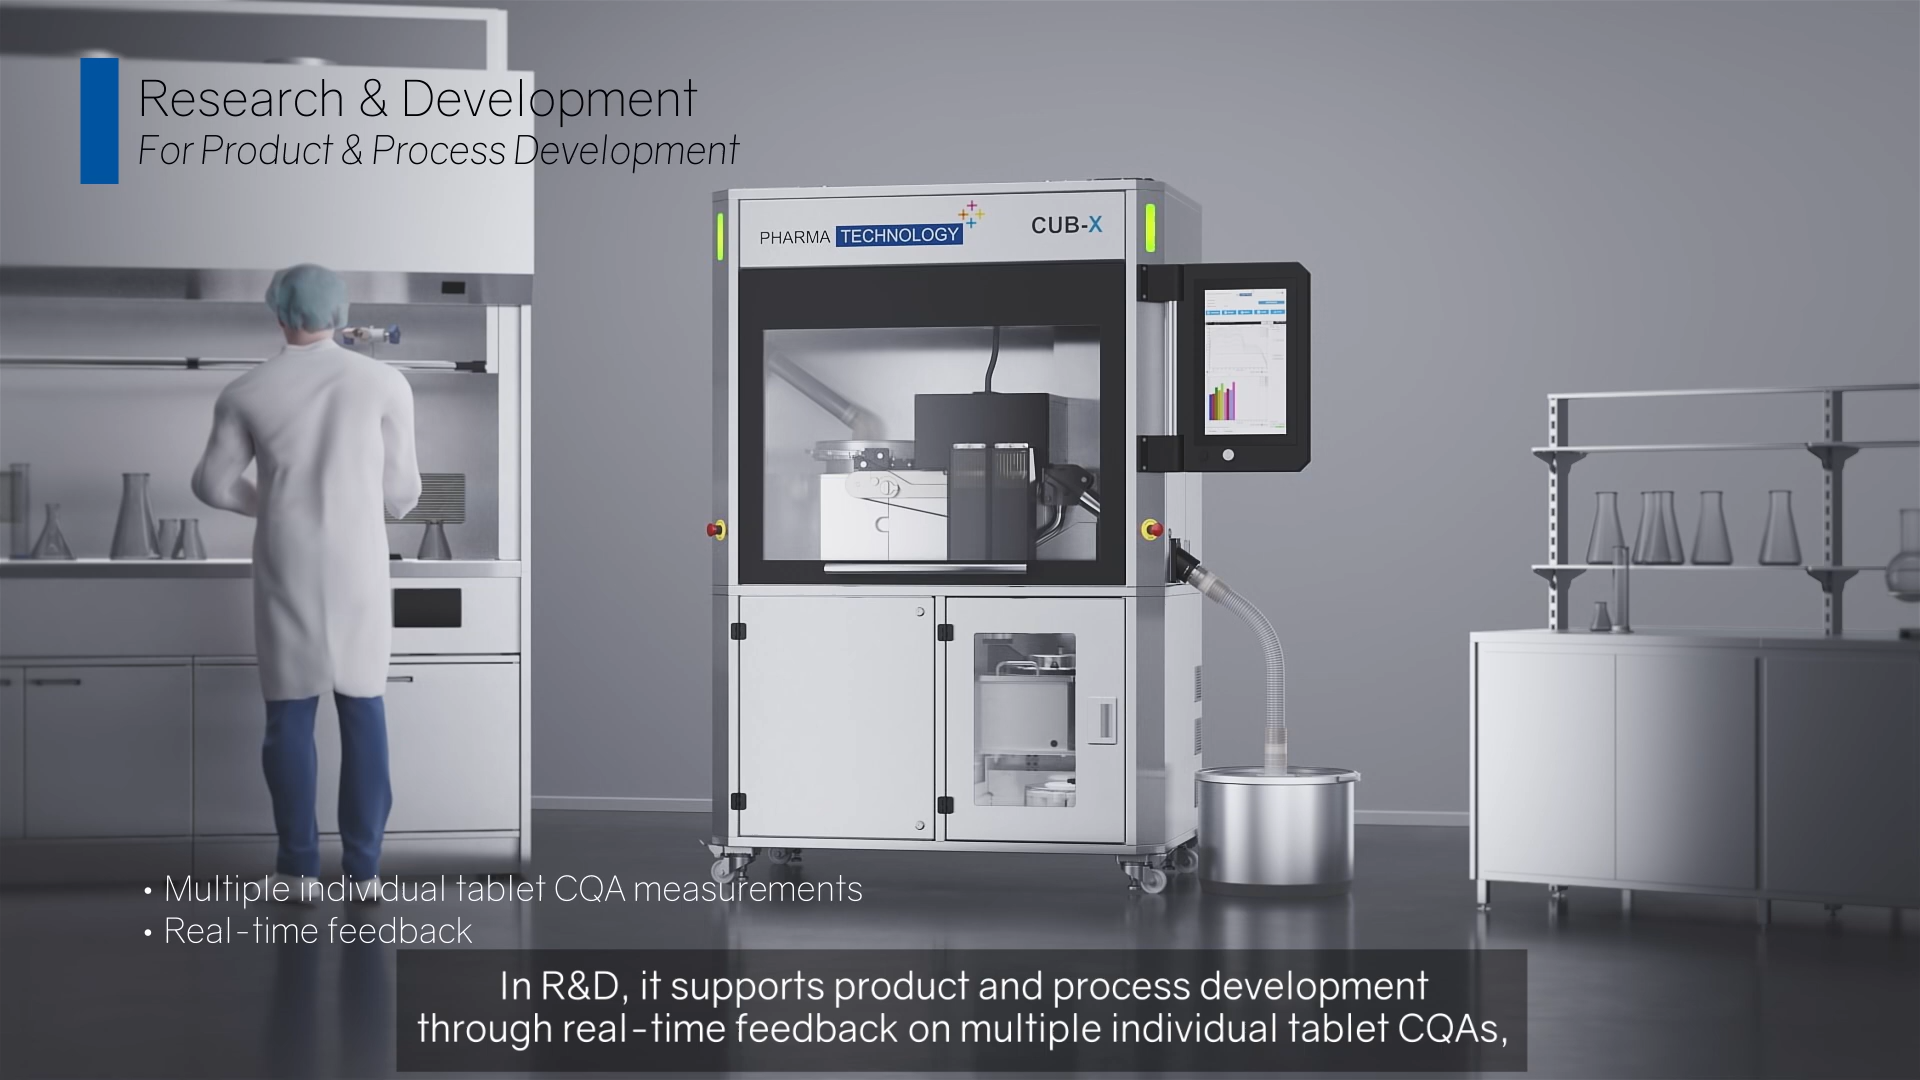 Research & Development
For Product & Process Development
PHARMA TECHNOLOGY
CUB-X
• Multiple individual tablet CQA measurements
• Real-time feedback
In R&D, it supports product and process development
through real-time feedback on multiple individual tablet CQAs,